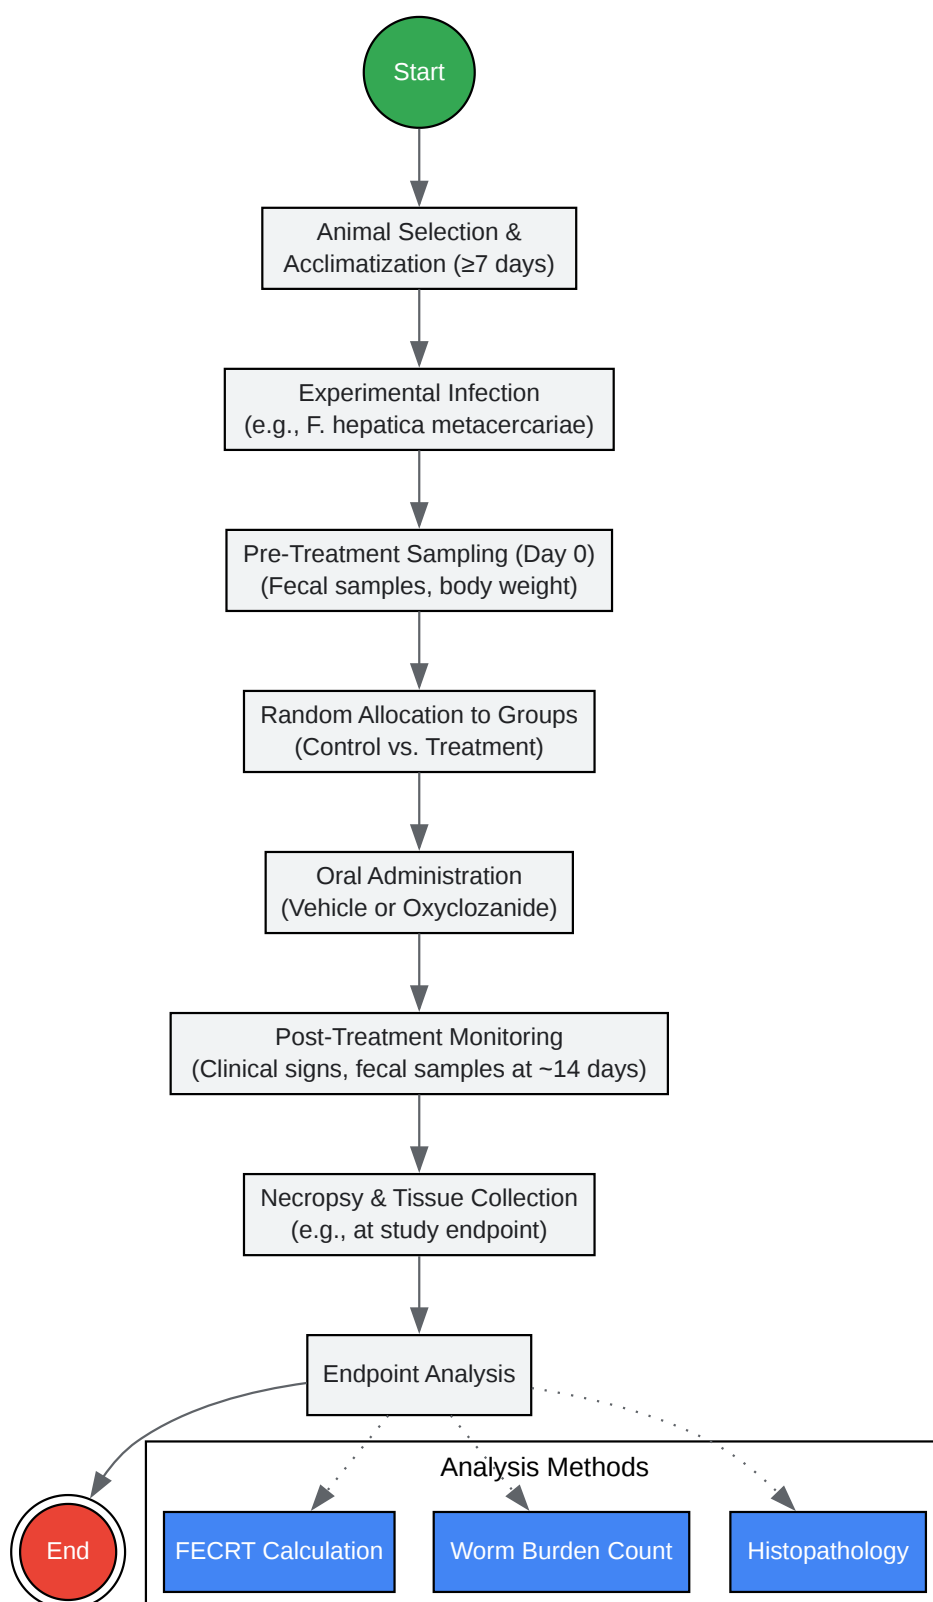 Start
Animal Selection &
Acclimatization (≥7 days)
Experimental Infection
(e.g., F. hepatica metacercariae)
Pre-Treatment Sampling (Day 0)
(Fecal samples, body weight)
Random Allocation to Groups
(Control vs. Treatment)
Oral Administration
(Vehicle or Oxyclozanide)
Post-Treatment Monitoring
(Clinical signs, fecal samples at ~14 days)
Necropsy & Tissue Collection
(e.g., at study endpoint)
Endpoint Analysis
Analysis Methods
End
FECRT Calculation
Worm Burden Count
Histopathology